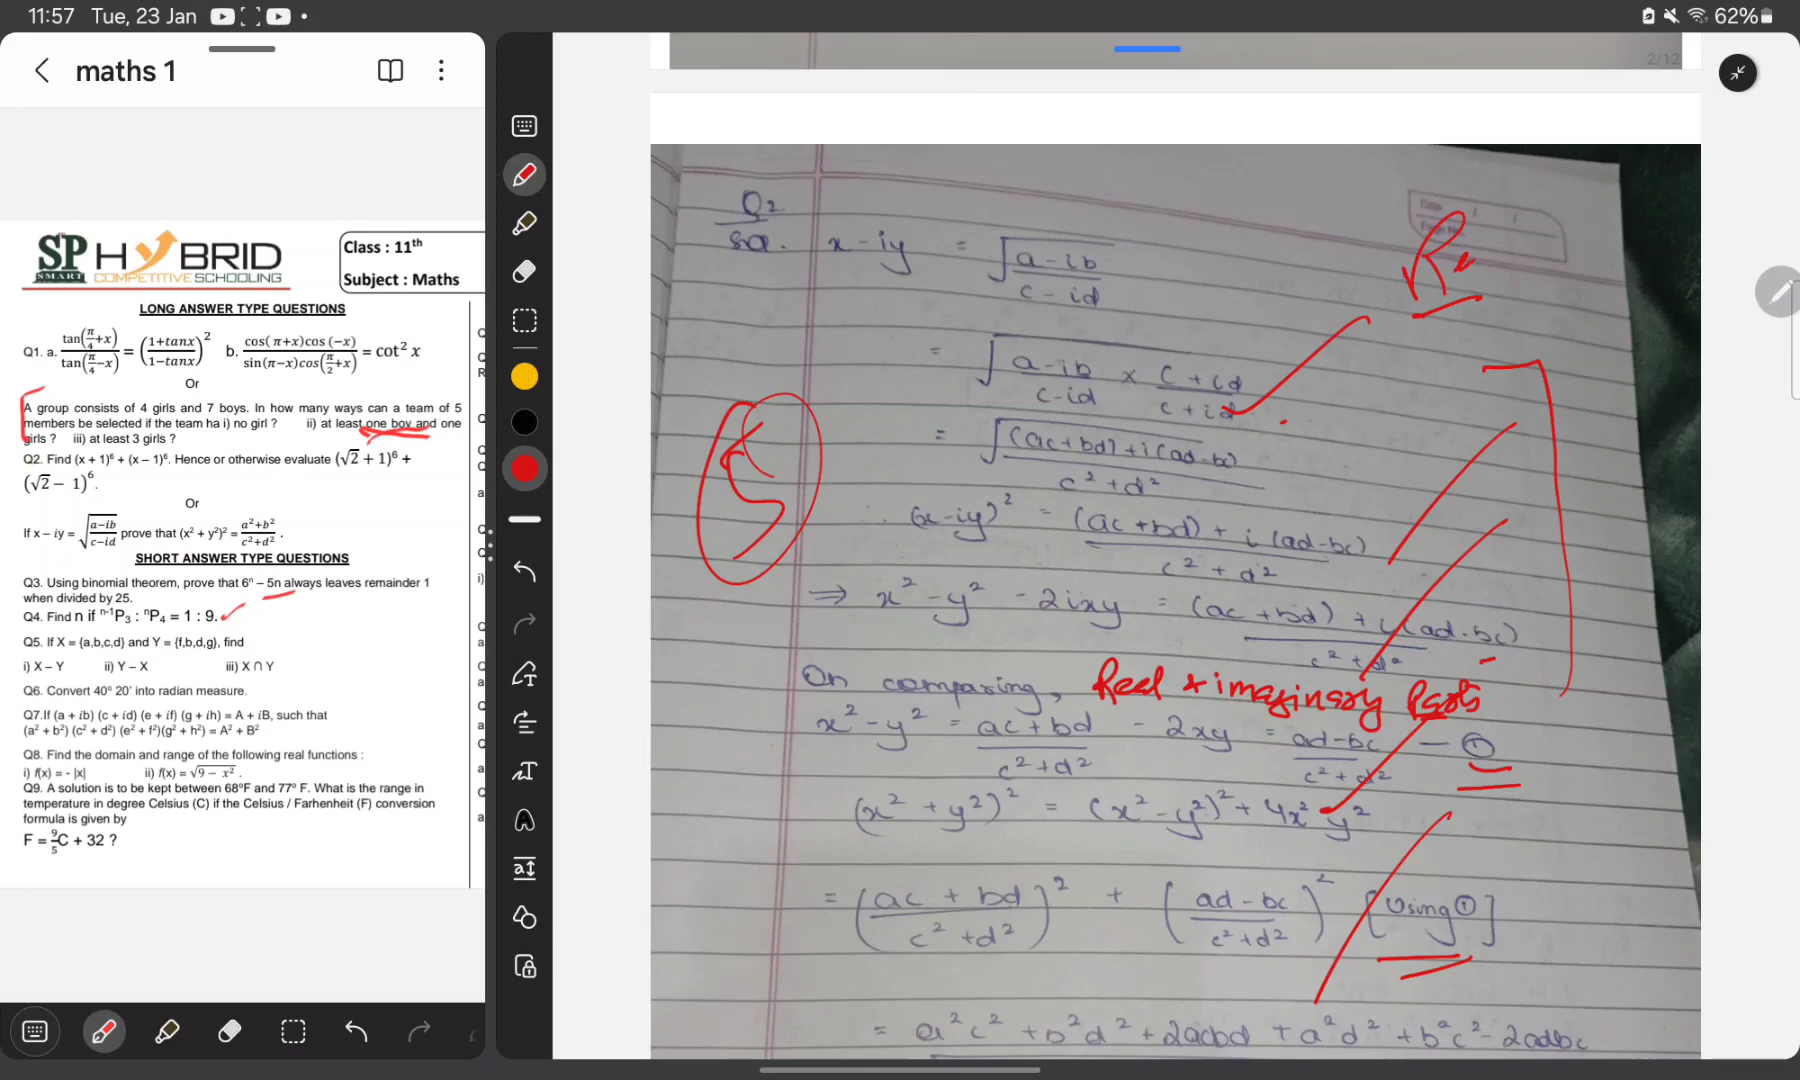 11:57 Tue, 23 Jan
62%
maths 1
SP
SMART
HYBRID
COMPETITIVE SCHOOLING
Class : 11th
Subject : Maths
LONG ANSWER TYPE QUESTIONS
Q1. a. tan(π/4+x)/tan(π/4−x) = ((1+tanx)/(1−tanx))² b. cos(π+x)cos(−x)/sin(π−x)cos(π/2+x) = cot² x
Or
A group consists of 4 girls and 7 boys. In how many ways can a team of 5
members be selected if the team ha i) no girl ? ii) at least one boy and one
girls ? iii) at least 3 girls ?
Q2. Find (x + 1)⁶ + (x – 1)⁶. Hence or otherwise evaluate (√2 + 1)⁶ +
(√2 − 1)⁶.
Or
If x – iy = √((a−ib)/(c−id)) prove that (x² + y²)² = (a²+b²)/(c²+d²) .
SHORT ANSWER TYPE QUESTIONS
Q3. Using binomial theorem, prove that 6ⁿ – 5n always leaves remainder 1
when divided by 25.
Q4. Find n if ⁿ⁻¹P₃ : ⁿP₄ = 1 : 9.
Q5. If X = {a,b,c,d} and Y = {f,b,d,g}, find
i) X – Y ii) Y – X iii) X ∩ Y
Q6. Convert 40° 20' into radian measure.
Q7.If (a + ib) (c + id) (e + if) (g + ih) = A + iB, such that
(a² + b²) (c² + d²) (e² + f²)(g² + h²) = A² + B²
Q8. Find the domain and range of the following real functions :
i) f(x) = - |x| ii) f(x) = √(9 − x²) .
Q9. A solution is to be kept between 68°F and 77° F. What is the range in
temperature in degree Celsius (C) if the Celsius / Farhenheit (F) conversion
formula is given by
F = 9/5 C + 32 ?
2/12
Date / /
Page No.
Q2
Sol. x - iy = √((a-ib)/(c-id))
= √((a-ib)/(c-id) × (c+id)/(c+id))
= √(((ac+bd)+i(ad-bc))/(c²+d²))
∴ (x-iy)² = ((ac+bd) + i(ad-bc))/(c²+d²)
⇒ x² - y² - 2ixy = ((ac+bd) + i(ad-bc))/(c²+d²)
On comparing, Real & imaginary Parts
x² - y² = (ac+bd)/(c²+d²) - 2xy = (ad-bc)/(c²+d²) — ①
(x² + y²)² = (x² - y²)² + 4x²y²
= ((ac + bd)/(c²+d²))² + ((ad-bc)/(c²+d²))² [Using ①]
= a²c² + b²d² + 2acbd + a²d² + b²c² - 2adbc